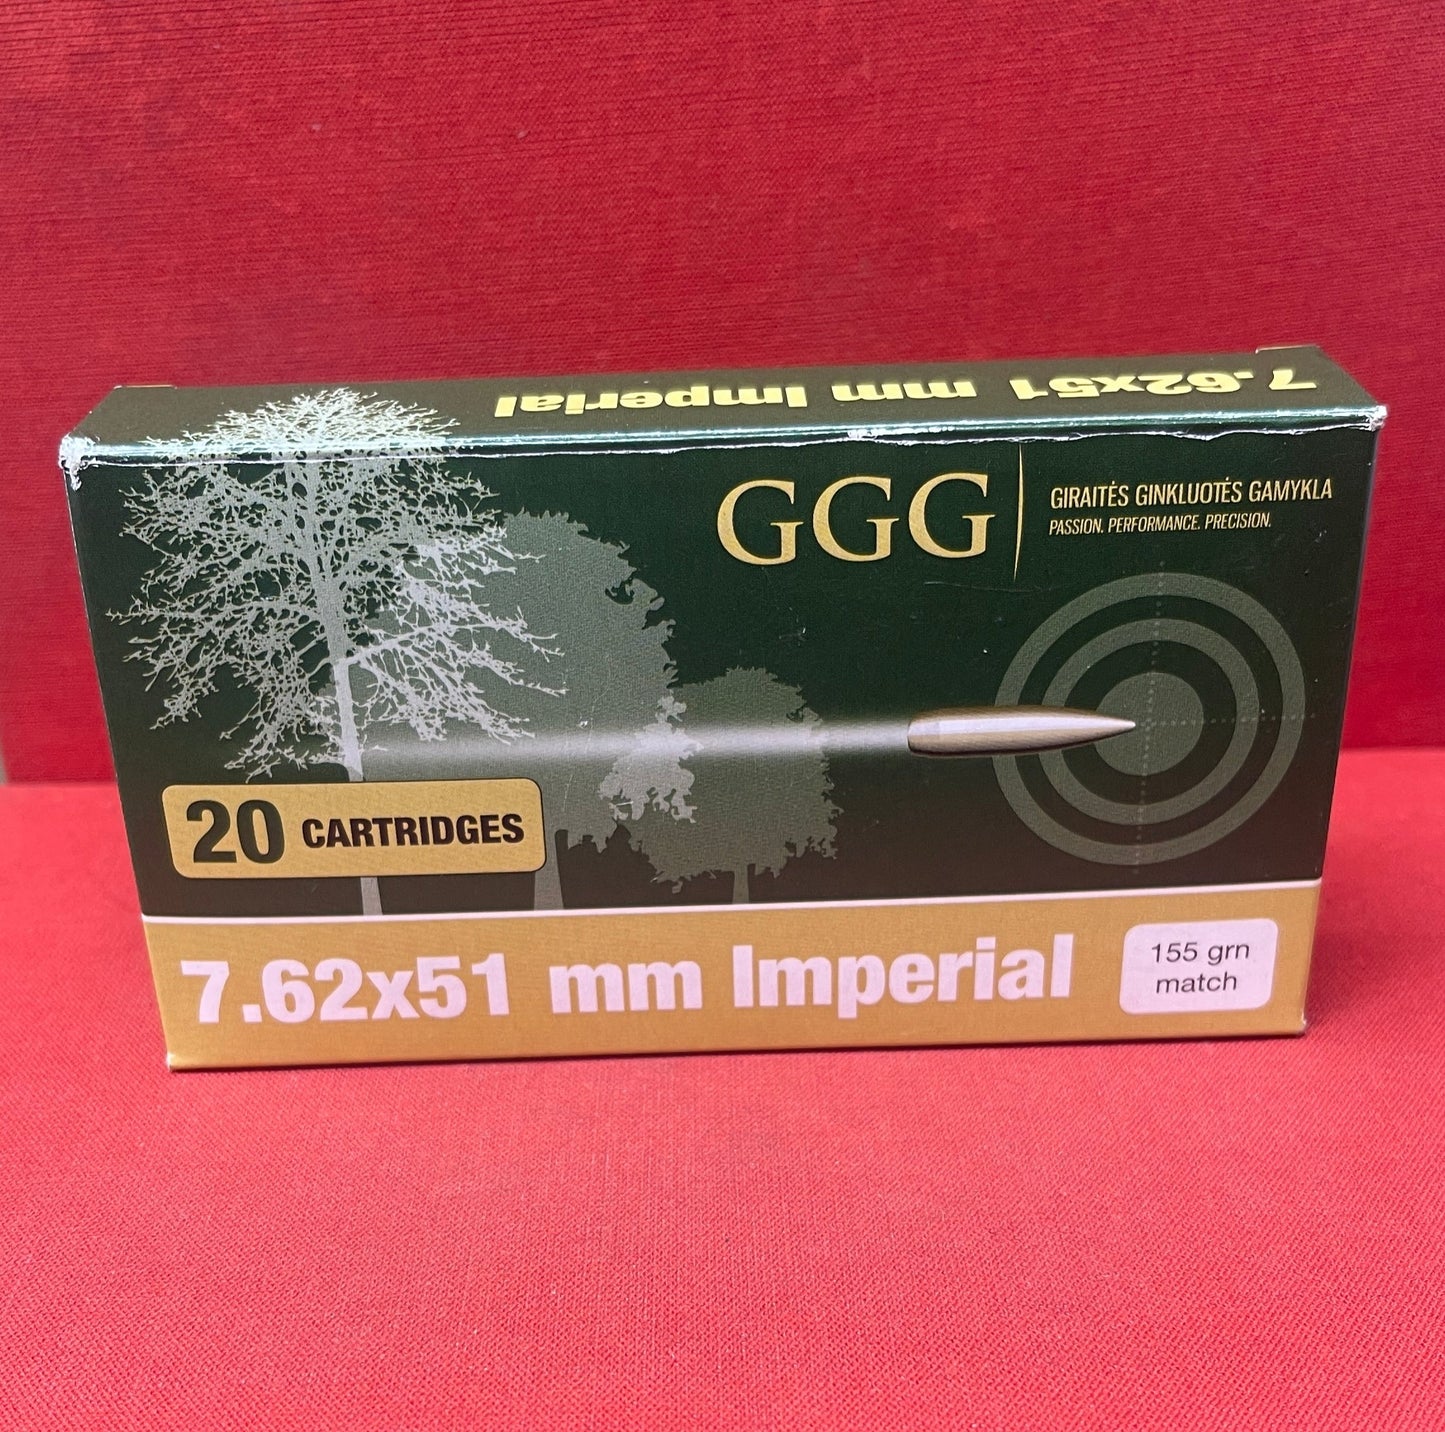 7.62x51 mm Imperial
GGG
GIRAITĖS GINKLUOTĖS GAMYKLA
PASSION. PERFORMANCE. PRECISION.
20 CARTRIDGES
7.62x51 mm Imperial
155 grn
match